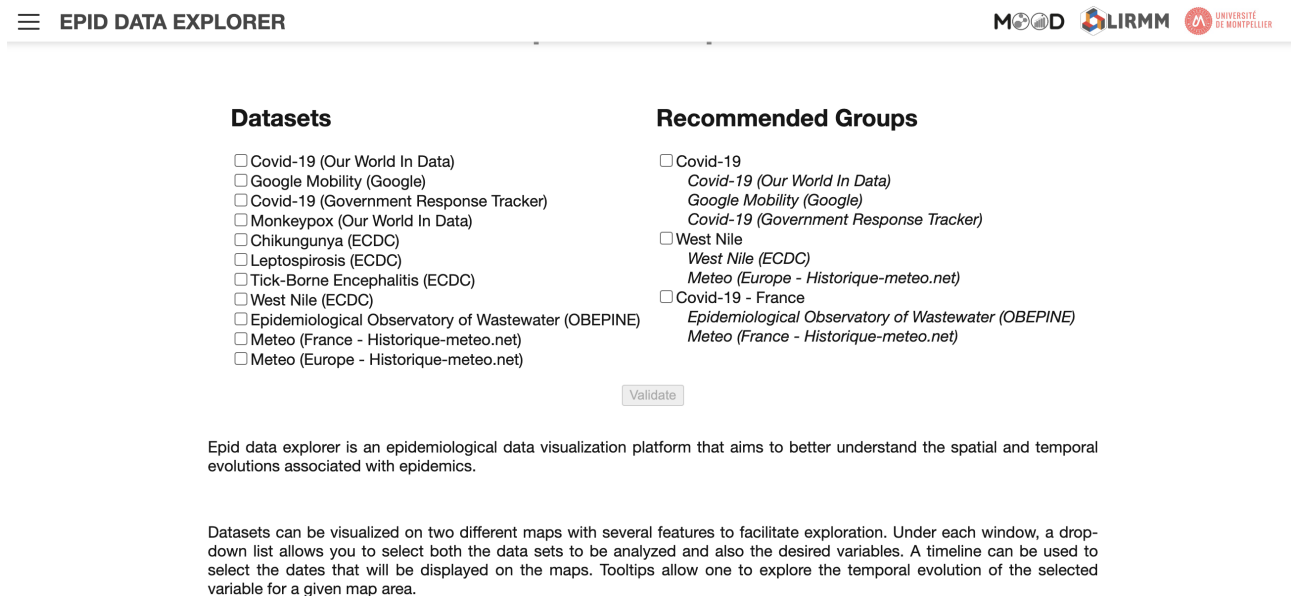 EPID DATA EXPLORER
MOOD
LIRMM
UNIVERSITÉ
DE MONTPELLIER
Datasets
Covid-19 (Our World In Data)
Google Mobility (Google)
Covid-19 (Government Response Tracker)
Monkeypox (Our World In Data)
Chikungunya (ECDC)
Leptospirosis (ECDC)
Tick-Borne Encephalitis (ECDC)
West Nile (ECDC)
Epidemiological Observatory of Wastewater (OBEPINE)
Meteo (France - Historique-meteo.net)
Meteo (Europe - Historique-meteo.net)
Recommended Groups
Covid-19
Covid-19 (Our World In Data)
Google Mobility (Google)
Covid-19 (Government Response Tracker)
West Nile
West Nile (ECDC)
Meteo (Europe - Historique-meteo.net)
Covid-19 - France
Epidemiological Observatory of Wastewater (OBEPINE)
Meteo (France - Historique-meteo.net)
Validate
Epid data explorer is an epidemiological data visualization platform that aims to better understand the spatial and temporal
evolutions associated with epidemics.
Datasets can be visualized on two different maps with several features to facilitate exploration. Under each window, a drop-
down list allows you to select both the data sets to be analyzed and also the desired variables. A timeline can be used to
select the dates that will be displayed on the maps. Tooltips allow one to explore the temporal evolution of the selected
variable for a given map area.